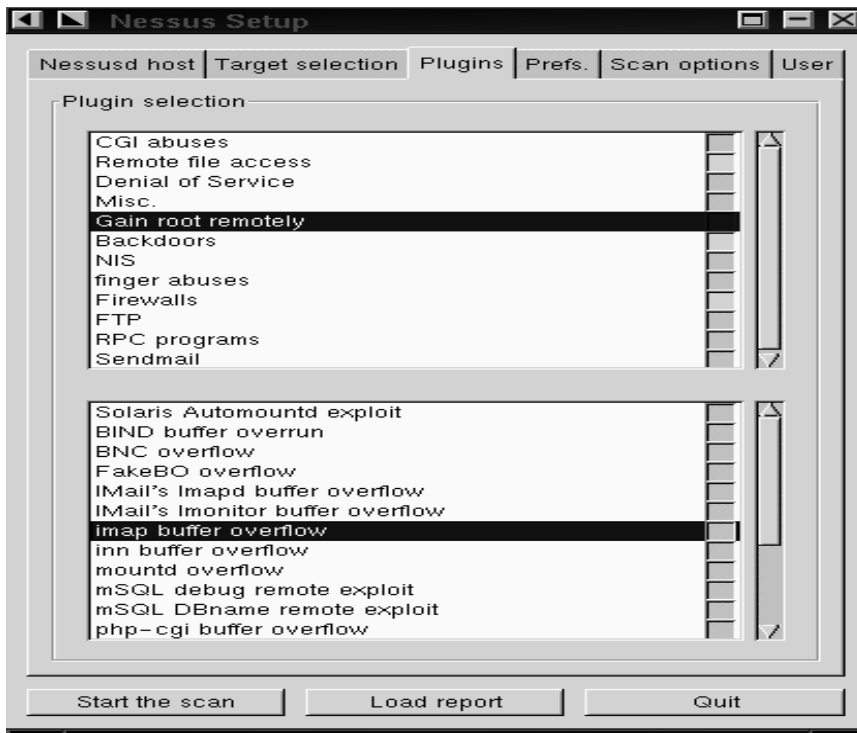 Nessus Setup
Nessusd host Target selection Plugins Prefs. Scan options User
Plugin selection
CGI abuses
Remote file access
Denial of Service
Misc.
Gain root remotely
Backdoors
NIS
finger abuses
Firewalls
FTP
RPC programs
Sendmail
Solaris Automountd exploit
BIND buffer overrun
BNC overflow
FakeBO overflow
IMail's Imapd buffer overflow
IMail's Imonitor buffer overflow
imap buffer overflow
inn buffer overflow
mountd overflow
mSQL debug remote exploit
mSQL DBname remote exploit
php-cgi buffer overflow
Start the scan Load report Quit